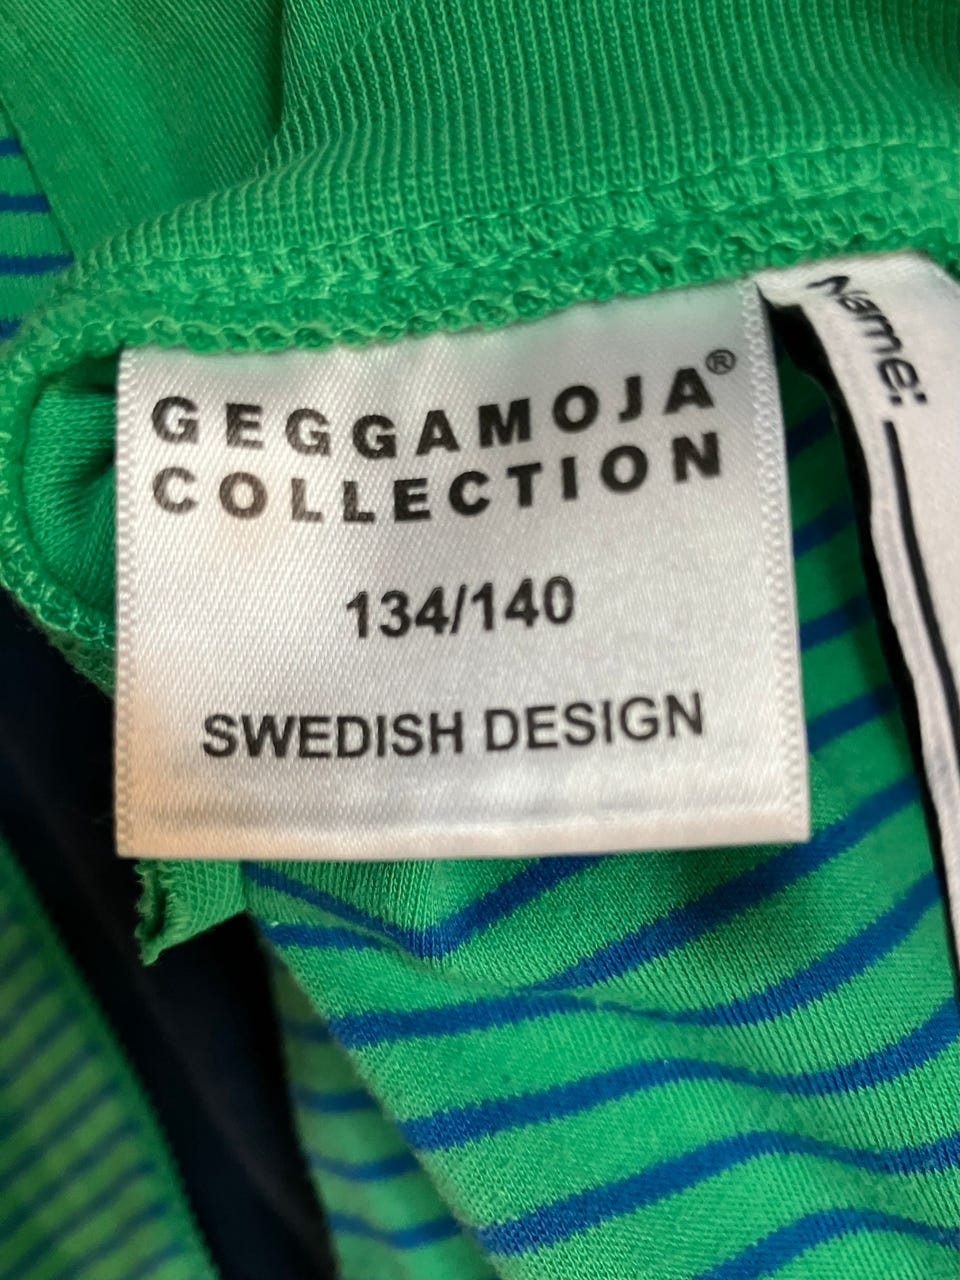 GEGGAMOJA®
COLLECTION
134/140
SWEDISH DESIGN
Name: